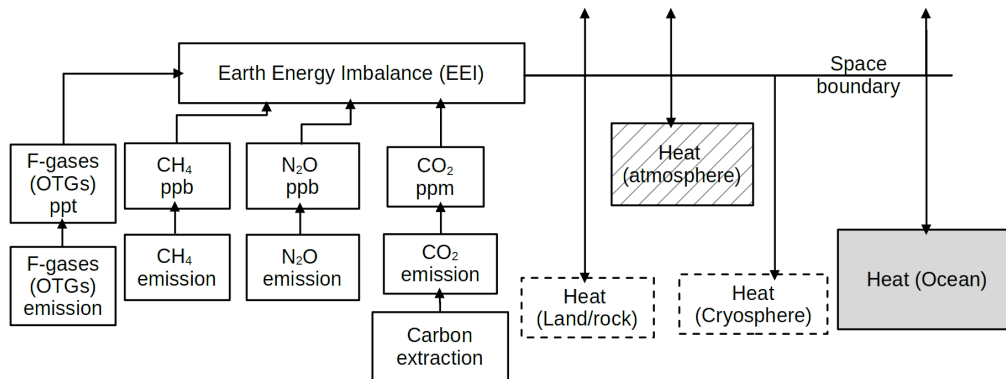 Earth Energy Imbalance (EEI)
Space
boundary
F-gases
(OTGs)
ppt
CH₄
ppb
N₂O
ppb
CO₂
ppm
Heat
(atmosphere)
F-gases
(OTGs)
emission
CH₄
emission
N₂O
emission
CO₂
emission
Carbon
extraction
Heat
(Land/rock)
Heat
(Cryosphere)
Heat (Ocean)